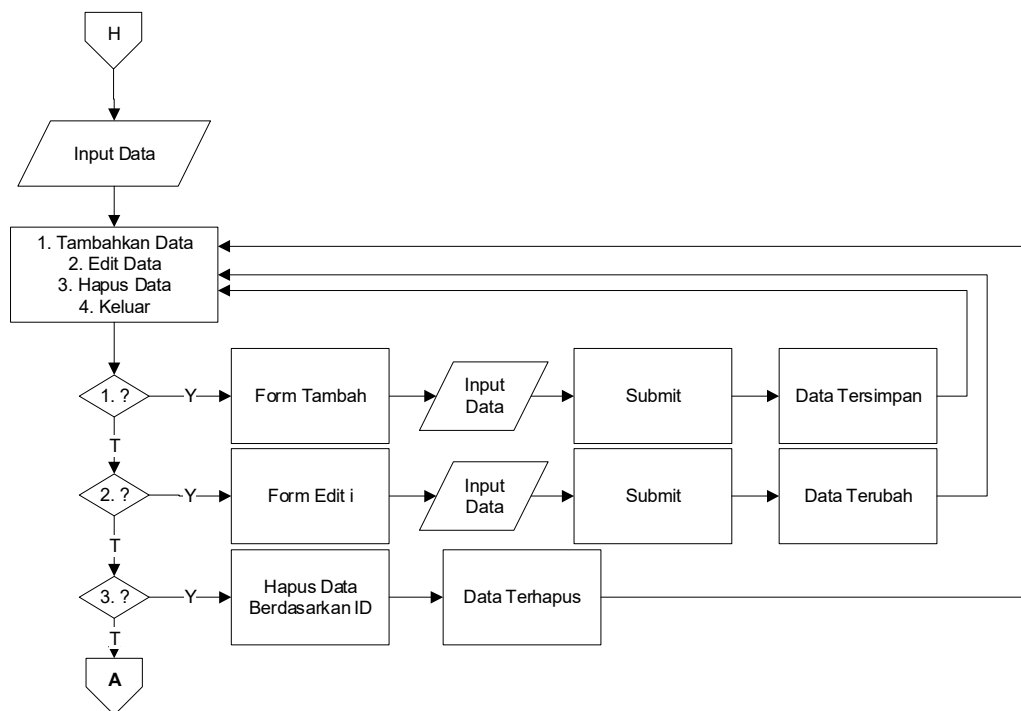 H
Input Data
1. Tambahkan Data
2. Edit Data
3. Hapus Data
4. Keluar
1. ?
Y
Form Tambah
Input
Data
Submit
Data Tersimpan
T
2. ?
Y
Form Edit i
Input
Data
Submit
Data Terubah
T
3. ?
Y
Hapus Data
Berdasarkan ID
Data Terhapus
T
A